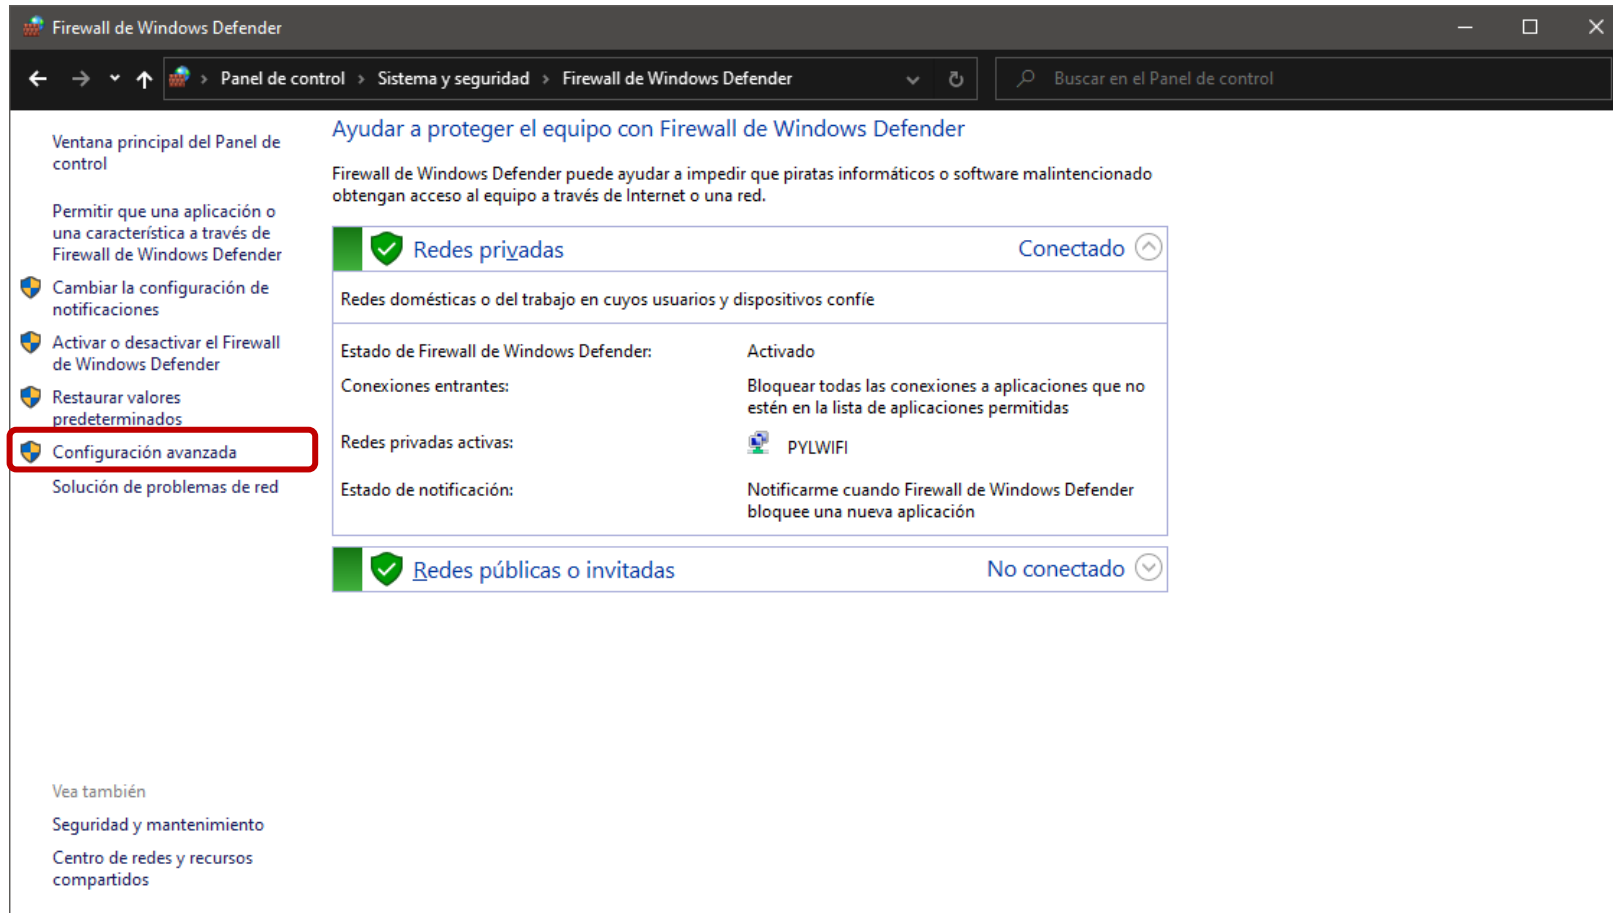 Firewall de Windows Defender
Panel de control > Sistema y seguridad > Firewall de Windows Defender
Buscar en el Panel de control
Ventana principal del Panel de
control
Permitir que una aplicación o
una característica a través de
Firewall de Windows Defender
Cambiar la configuración de
notificaciones
Activar o desactivar el Firewall
de Windows Defender
Restaurar valores
predeterminados
Configuración avanzada
Solución de problemas de red
Ayudar a proteger el equipo con Firewall de Windows Defender
Firewall de Windows Defender puede ayudar a impedir que piratas informáticos o software malintencionado
obtengan acceso al equipo a través de Internet o una red.
Redes privadas Conectado
Redes domésticas o del trabajo en cuyos usuarios y dispositivos confíe
Estado de Firewall de Windows Defender: Activado
Conexiones entrantes: Bloquear todas las conexiones a aplicaciones que no
estén en la lista de aplicaciones permitidas
Redes privadas activas: PYLWIFI
Estado de notificación: Notificarme cuando Firewall de Windows Defender
bloquee una nueva aplicación
Redes públicas o invitadas No conectado
Vea también
Seguridad y mantenimiento
Centro de redes y recursos
compartidos